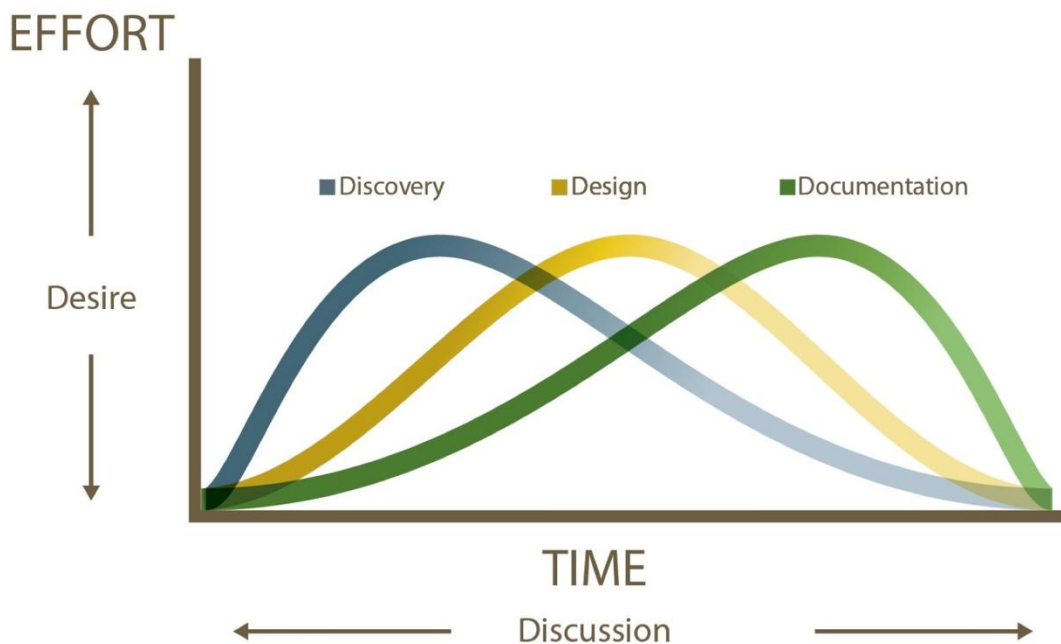 EFFORT
Discovery
Design
Documentation
Desire
TIME
Discussion